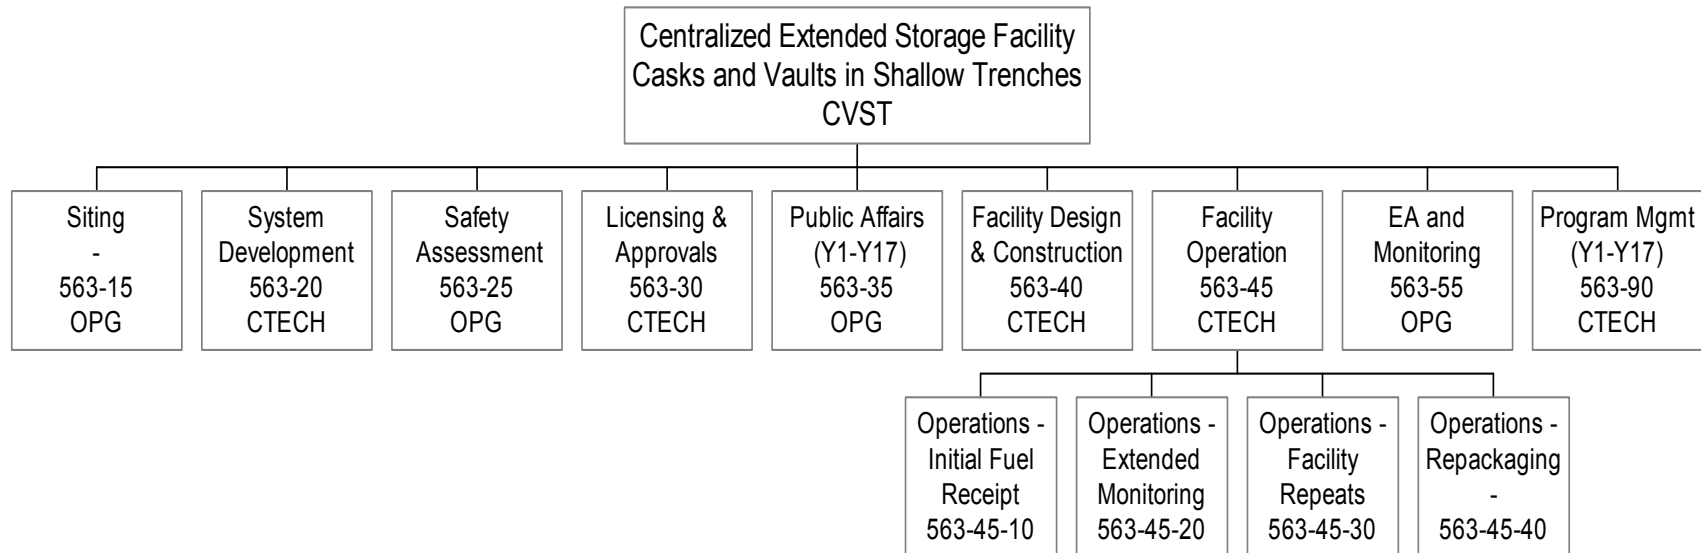 Centralized Extended Storage Facility
Casks and Vaults in Shallow Trenches
CVST
Siting
-
563-15
OPG
System
Development
563-20
CTECH
Safety
Assessment
563-25
OPG
Licensing &
Approvals
563-30
CTECH
Public Affairs
(Y1-Y17)
563-35
OPG
Facility Design
& Construction
563-40
CTECH
Facility
Operation
563-45
CTECH
EA and
Monitoring
563-55
OPG
Program Mgmt
(Y1-Y17)
563-90
CTECH
Operations -
Initial Fuel
Receipt
563-45-10
Operations -
Extended
Monitoring
563-45-20
Operations -
Facility
Repeats
563-45-30
Operations -
Repackaging
-
563-45-40